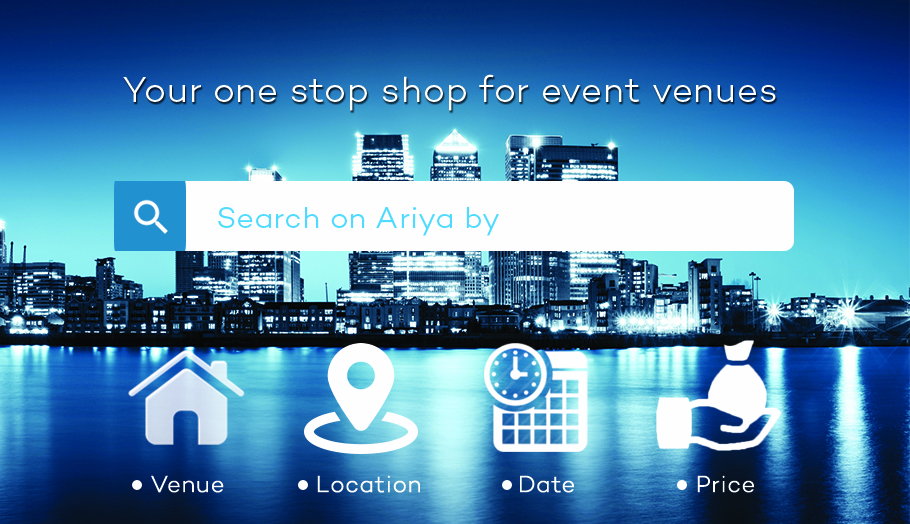 Your one stop shop for event venues
Search on Ariya by
• Venue • Location • Date • Price